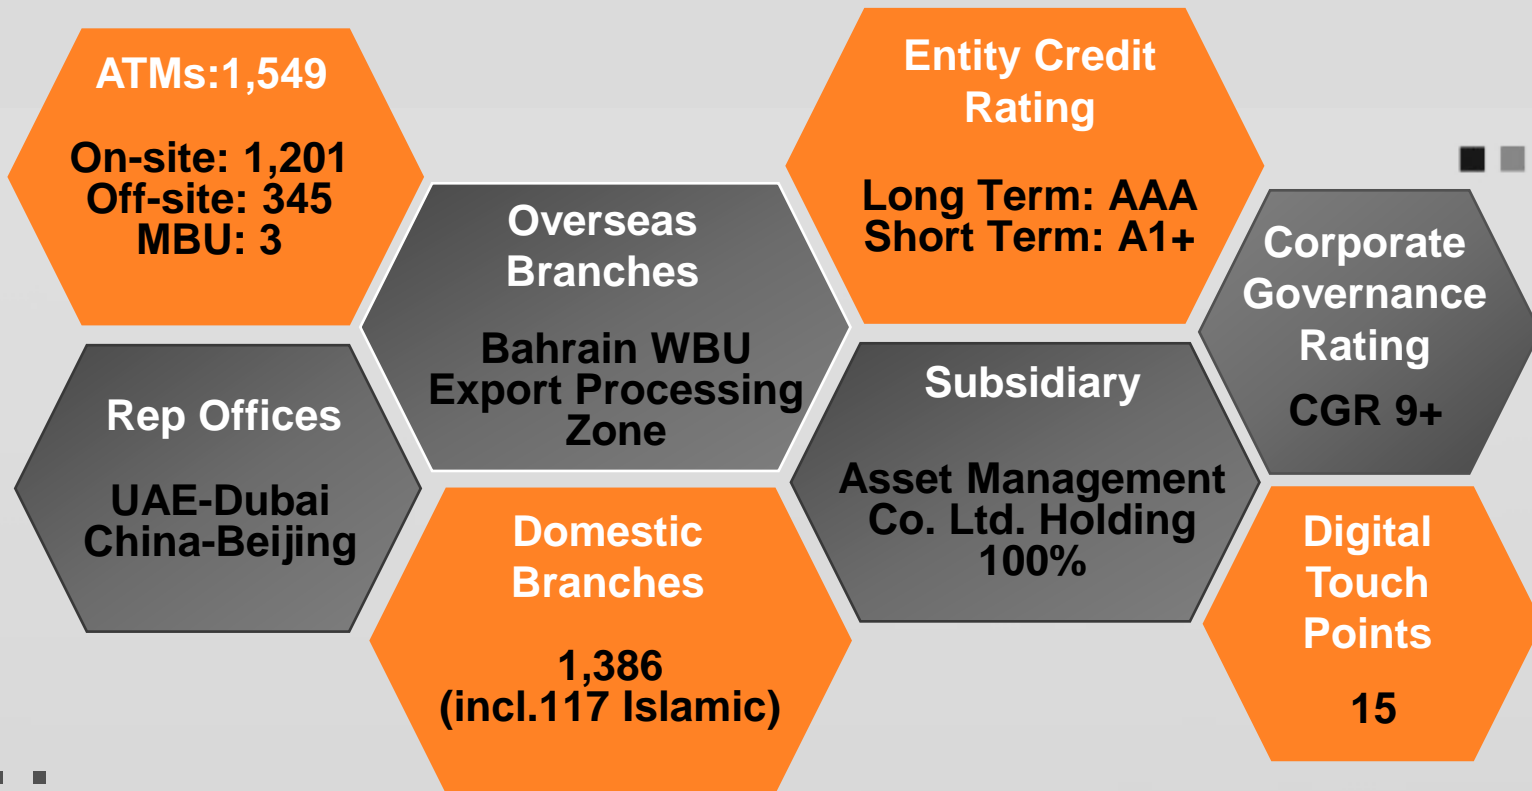 ATMs:1,549
On-site: 1,201
Off-site: 345
MBU: 3
Rep Offices
UAE-Dubai
China-Beijing
Overseas
Branches
Bahrain WBU
Export Processing
Zone
Domestic
Branches
1,386
(incl.117 Islamic)
Entity Credit
Rating
Long Term: AAA
Short Term: A1+
Subsidiary
Asset Management
Co. Ltd. Holding
100%
Corporate
Governance
Rating
CGR 9+
Digital
Touch
Points
15